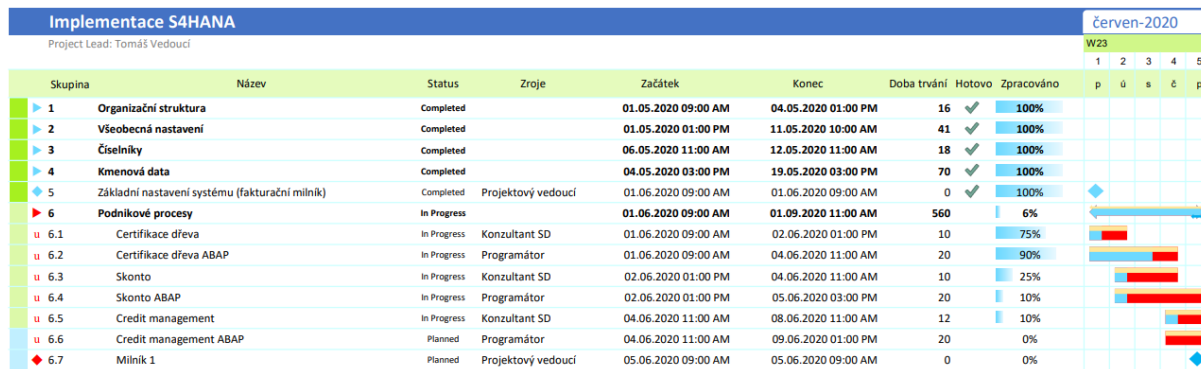 Implementace S4HANA červen-2020
Project Lead: Tomáš Vedoucí W23
1 2 3 4 5
Skupina Název Status Zroje Začátek Konec Doba trvání Hotovo Zpracováno p ú s č p
1 Organizační struktura Completed 01.05.2020 09:00 AM 04.05.2020 01:00 PM 16 100%
2 Všeobecná nastavení Completed 01.05.2020 01:00 PM 11.05.2020 10:00 AM 41 100%
3 Číselníky Completed 06.05.2020 11:00 AM 12.05.2020 11:00 AM 18 100%
4 Kmenová data Completed 04.05.2020 03:00 PM 19.05.2020 03:00 PM 70 100%
5 Základní nastavení systému (fakturační milník) Completed Projektový vedoucí 01.06.2020 09:00 AM 01.06.2020 09:00 AM 0 100%
6 Podnikové procesy In Progress 01.06.2020 09:00 AM 01.09.2020 11:00 AM 560 6%
u 6.1 Certifikace dřeva In Progress Konzultant SD 01.06.2020 09:00 AM 02.06.2020 01:00 PM 10 75%
u 6.2 Certifikace dřeva ABAP In Progress Programátor 01.06.2020 09:00 AM 04.06.2020 11:00 AM 20 90%
u 6.3 Skonto In Progress Konzultant SD 02.06.2020 01:00 PM 04.06.2020 11:00 AM 10 25%
u 6.4 Skonto ABAP In Progress Programátor 02.06.2020 01:00 PM 05.06.2020 03:00 PM 20 10%
u 6.5 Credit management In Progress Konzultant SD 04.06.2020 11:00 AM 08.06.2020 11:00 AM 12 10%
u 6.6 Credit management ABAP Planned Programátor 04.06.2020 11:00 AM 09.06.2020 01:00 PM 20 0%
6.7 Milník 1 Planned Projektový vedoucí 05.06.2020 09:00 AM 05.06.2020 09:00 AM 0 0%